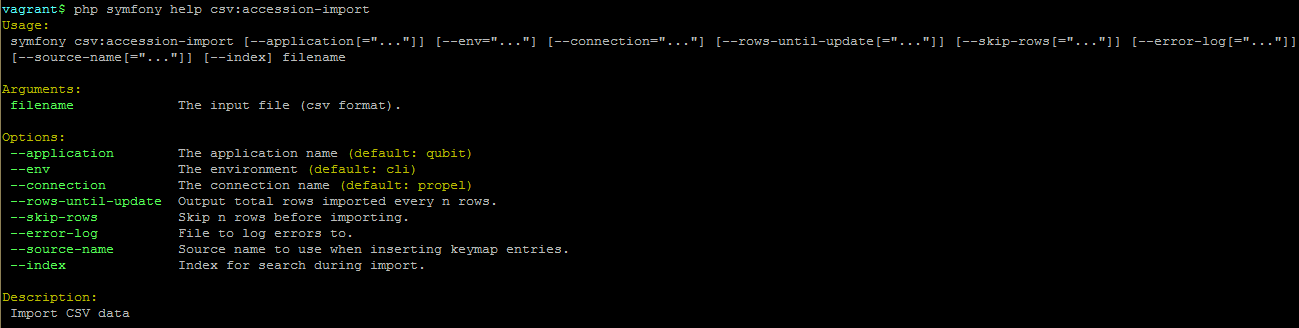 vagrant$ php symfony help csv:accession-import
Usage:
 symfony csv:accession-import [--application[="..."]] [--env="..."] [--connection="..."] [--rows-until-update[="..."]] [--skip-rows[="..."]] [--error-log[="..."]]
 [--source-name[="..."]] [--index] filename

Arguments:
 filename             The input file (csv format).

Options:
 --application        The application name (default: qubit)
 --env                The environment (default: cli)
 --connection         The connection name (default: propel)
 --rows-until-update  Output total rows imported every n rows.
 --skip-rows          Skip n rows before importing.
 --error-log          File to log errors to.
 --source-name        Source name to use when inserting keymap entries.
 --index              Index for search during import.

Description:
 Import CSV data